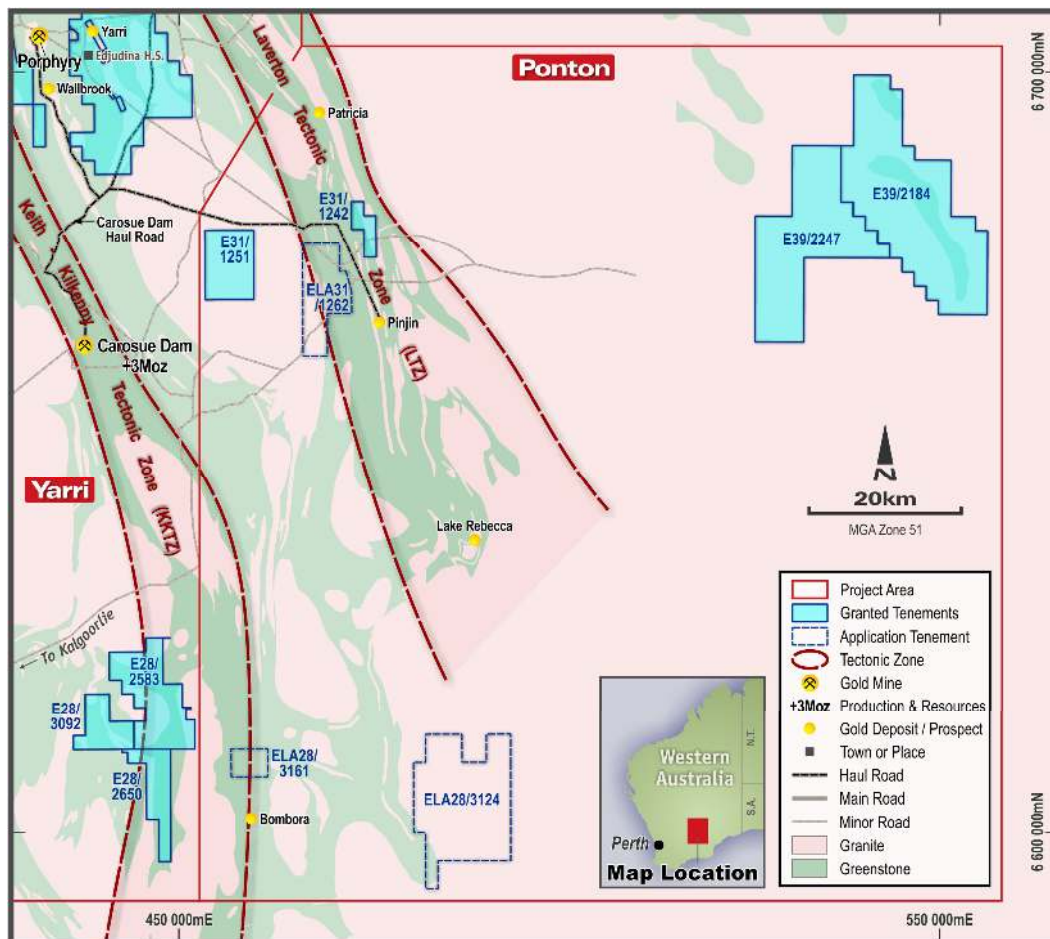 Yarri
Edjudina H.S.
Porphyry
Wallbrook
Laverton
Tectonic
Zone
(LTZ)
Ponton
Patricia
6 700 000mN
E39/2184
E39/2247
E31/
1242
Keith
Kilkenny
Tectonic
Zone
(KKTZ)
Carosue Dam
Haul Road
E31/
1251
ELA31
/1262
Pinjin
Carosue Dam
+3Moz
Yarri
N
20km
MGA Zone 51
Lake Rebecca
To Kalgoorlie
E28/
2583
E28/
3092
E28/
2650
ELA28/
3161
Bombora
ELA28/3124
Western
Australia
N.T.
S.A.
Perth
Map Location
Project Area
Granted Tenements
Application Tenement
Tectonic Zone
Gold Mine
+3Moz Production & Resources
Gold Deposit / Prospect
Town or Place
Haul Road
Main Road
Minor Road
Granite
Greenstone
6 600 000mN
450 000mE
550 000mE